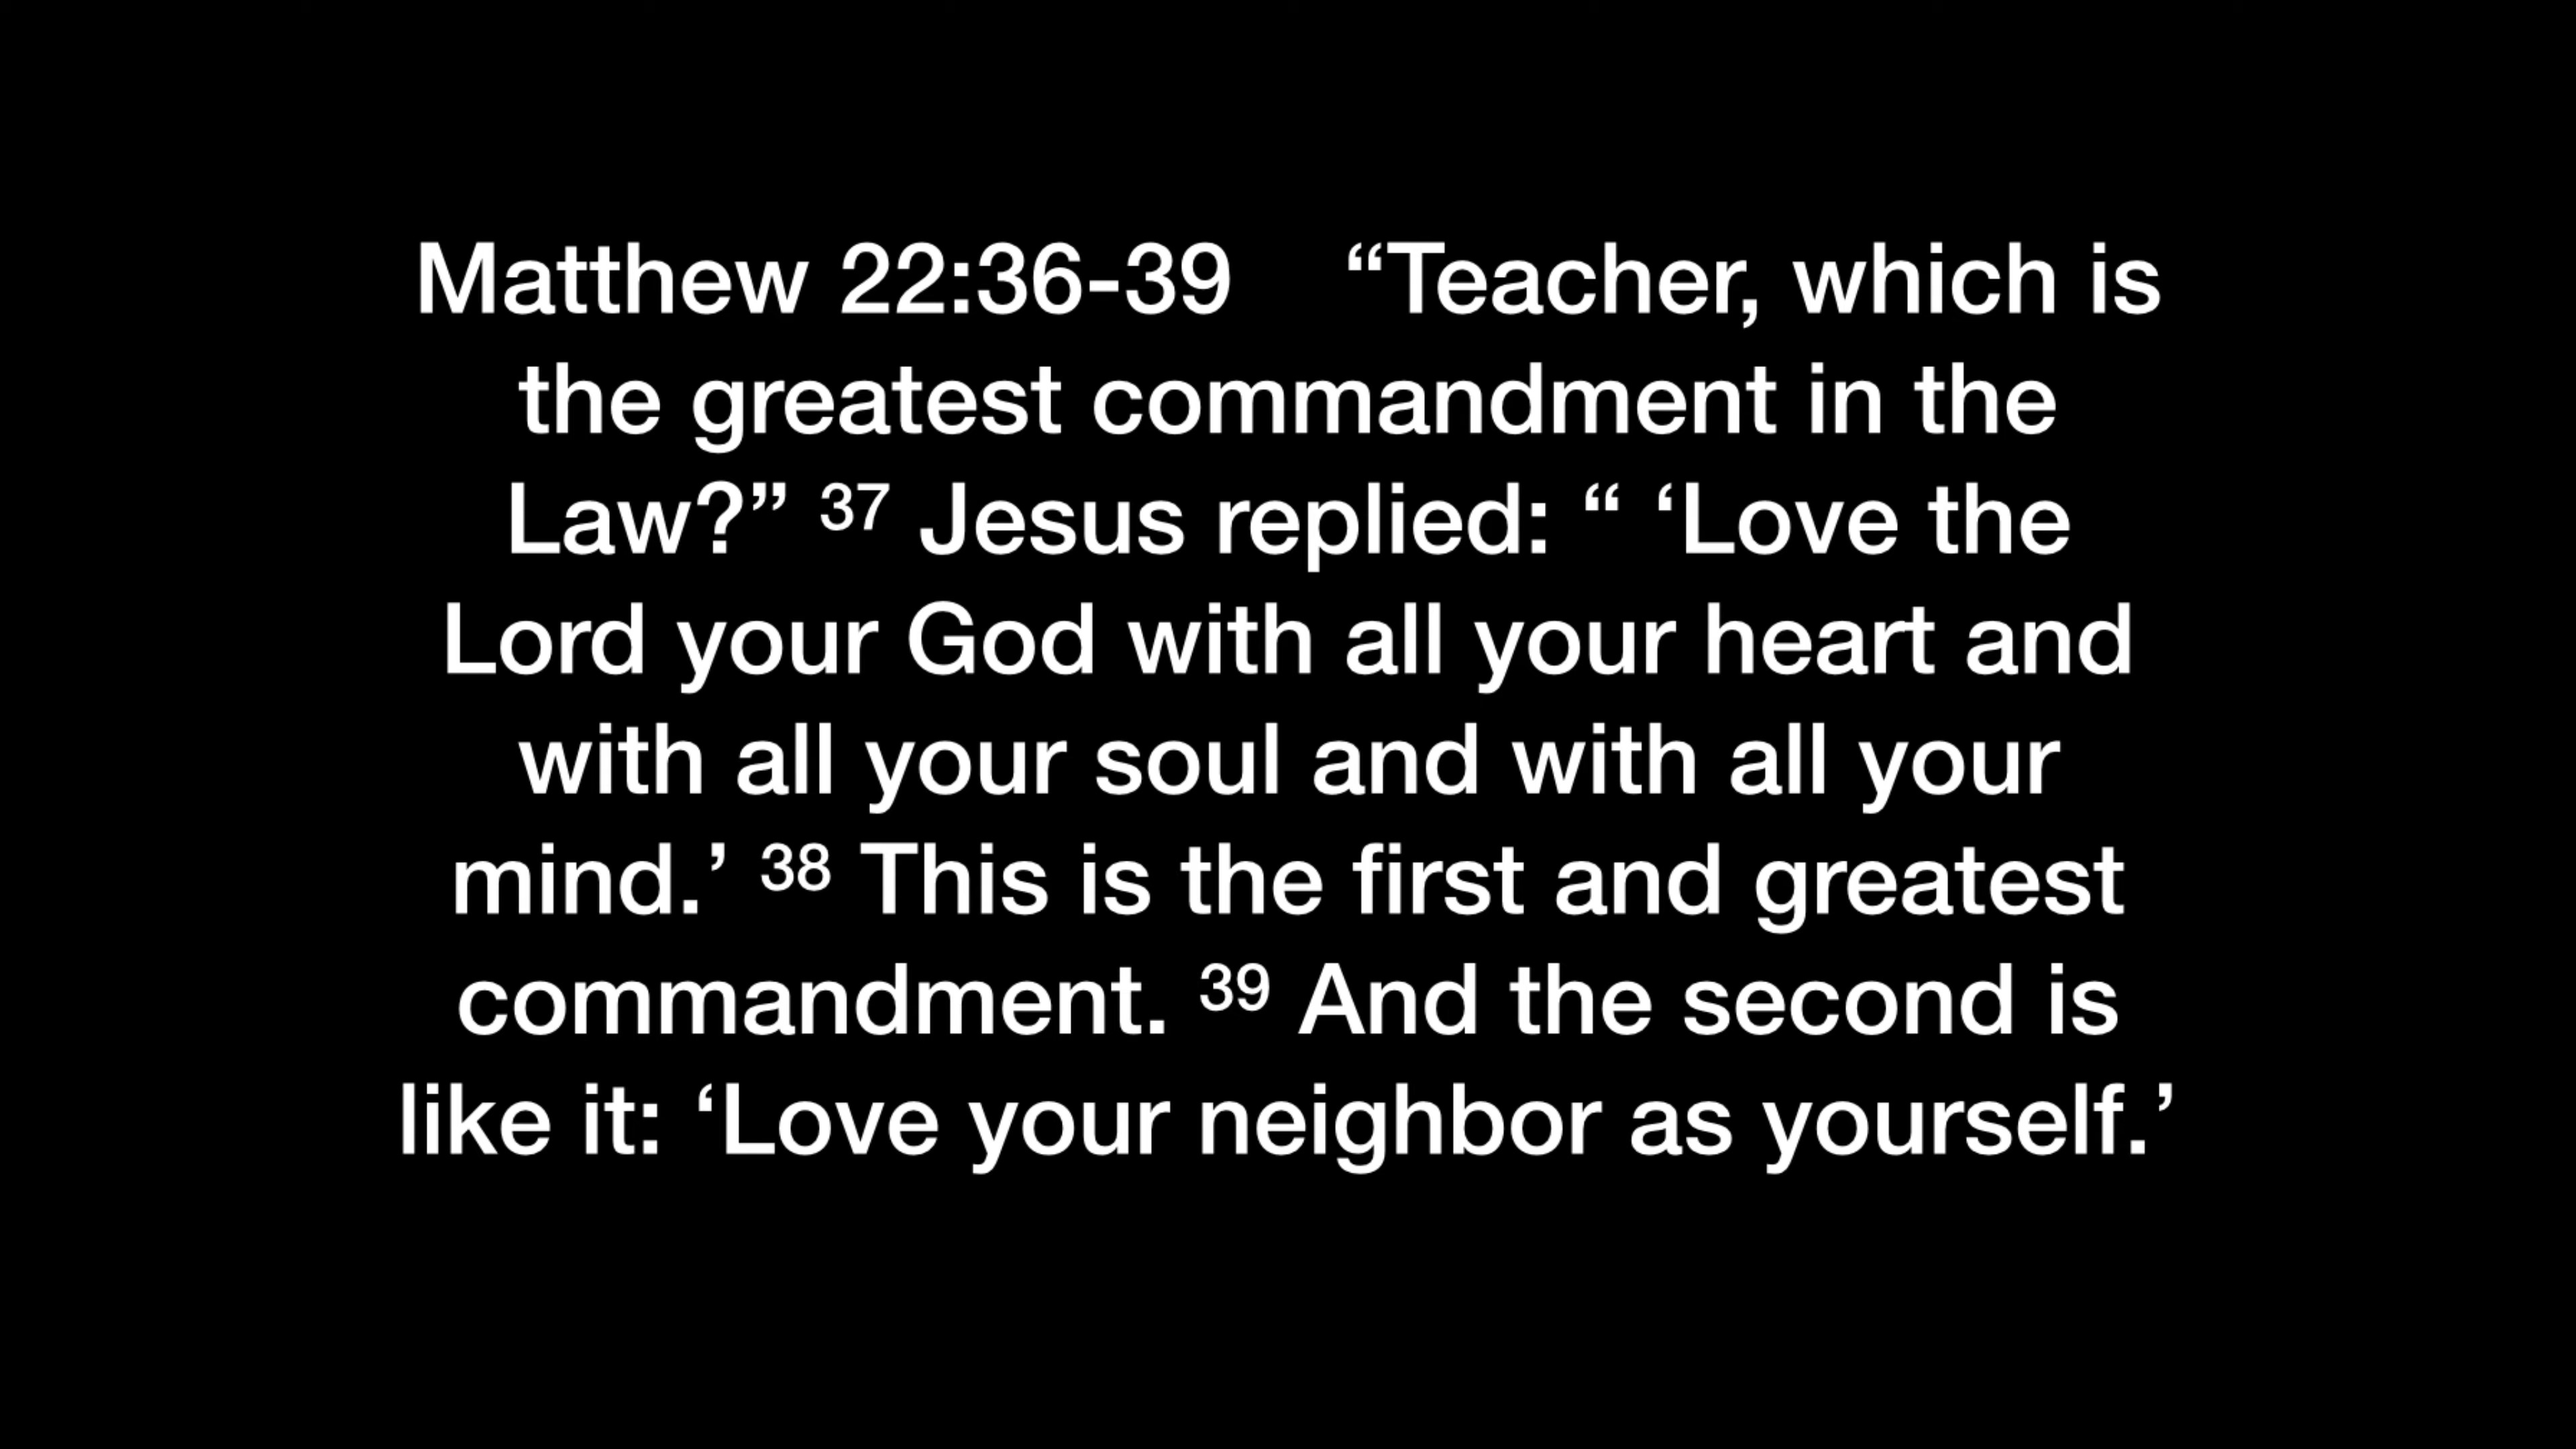 Matthew 22:36-39    “Teacher, which is
the greatest commandment in the
Law?” ³⁷ Jesus replied: “ ‘Love the
Lord your God with all your heart and
with all your soul and with all your
mind.’ ³⁸ This is the first and greatest
commandment. ³⁹ And the second is
like it: ‘Love your neighbor as yourself.’